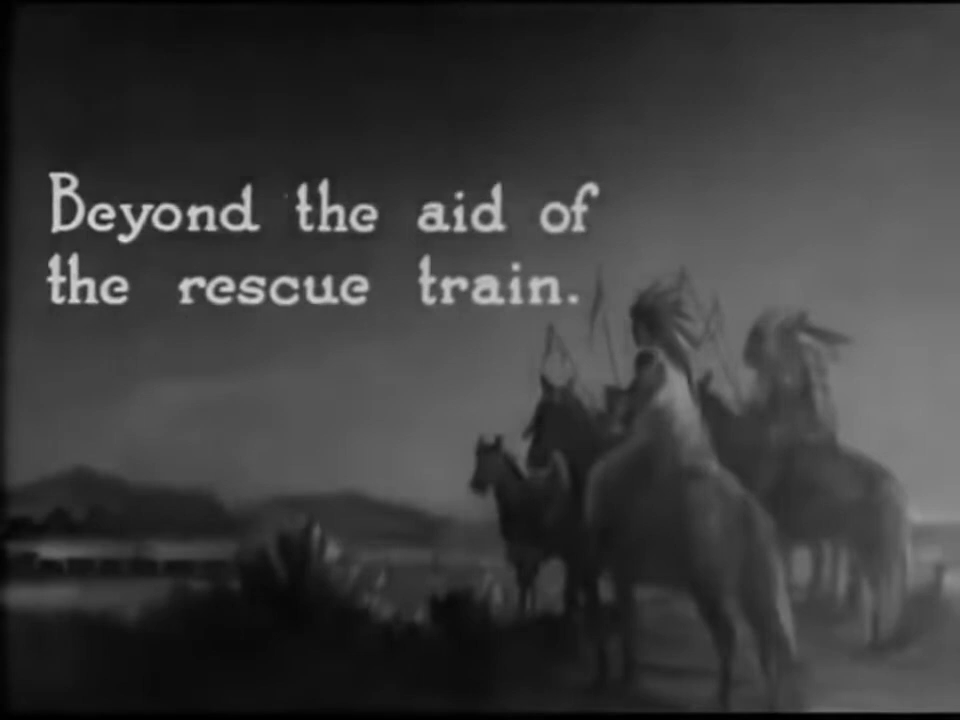 Beyond the aid of
the rescue train.